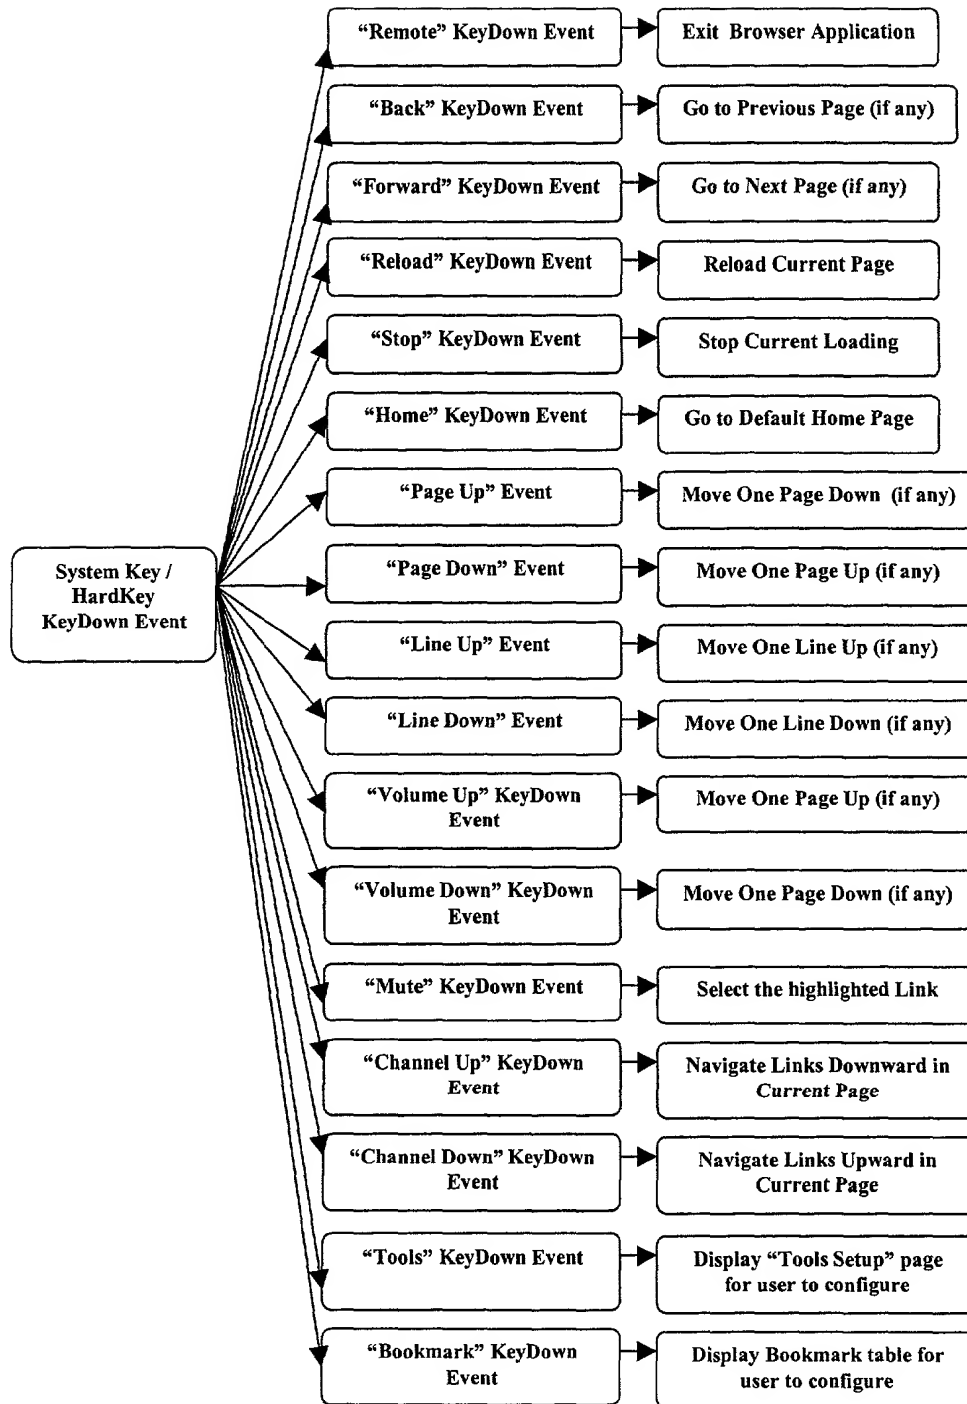 “Remote” KeyDown Event
Exit Browser Application
“Back” KeyDown Event
Go to Previous Page (if any)
“Forward” KeyDown Event
Go to Next Page (if any)
“Reload” KeyDown Event
Reload Current Page
“Stop” KeyDown Event
Stop Current Loading
“Home” KeyDown Event
Go to Default Home Page
“Page Up” Event
Move One Page Down (if any)
System Key /
HardKey
KeyDown Event
“Page Down” Event
Move One Page Up (if any)
“Line Up” Event
Move One Line Up (if any)
“Line Down” Event
Move One Line Down (if any)
“Volume Up” KeyDown
Event
Move One Page Up (if any)
“Volume Down” KeyDown
Event
Move One Page Down (if any)
“Mute” KeyDown Event
Select the highlighted Link
“Channel Up” KeyDown
Event
Navigate Links Downward in
Current Page
“Channel Down” KeyDown
Event
Navigate Links Upward in
Current Page
“Tools” KeyDown Event
Display “Tools Setup” page
for user to configure
“Bookmark” KeyDown
Event
Display Bookmark table for
user to configure